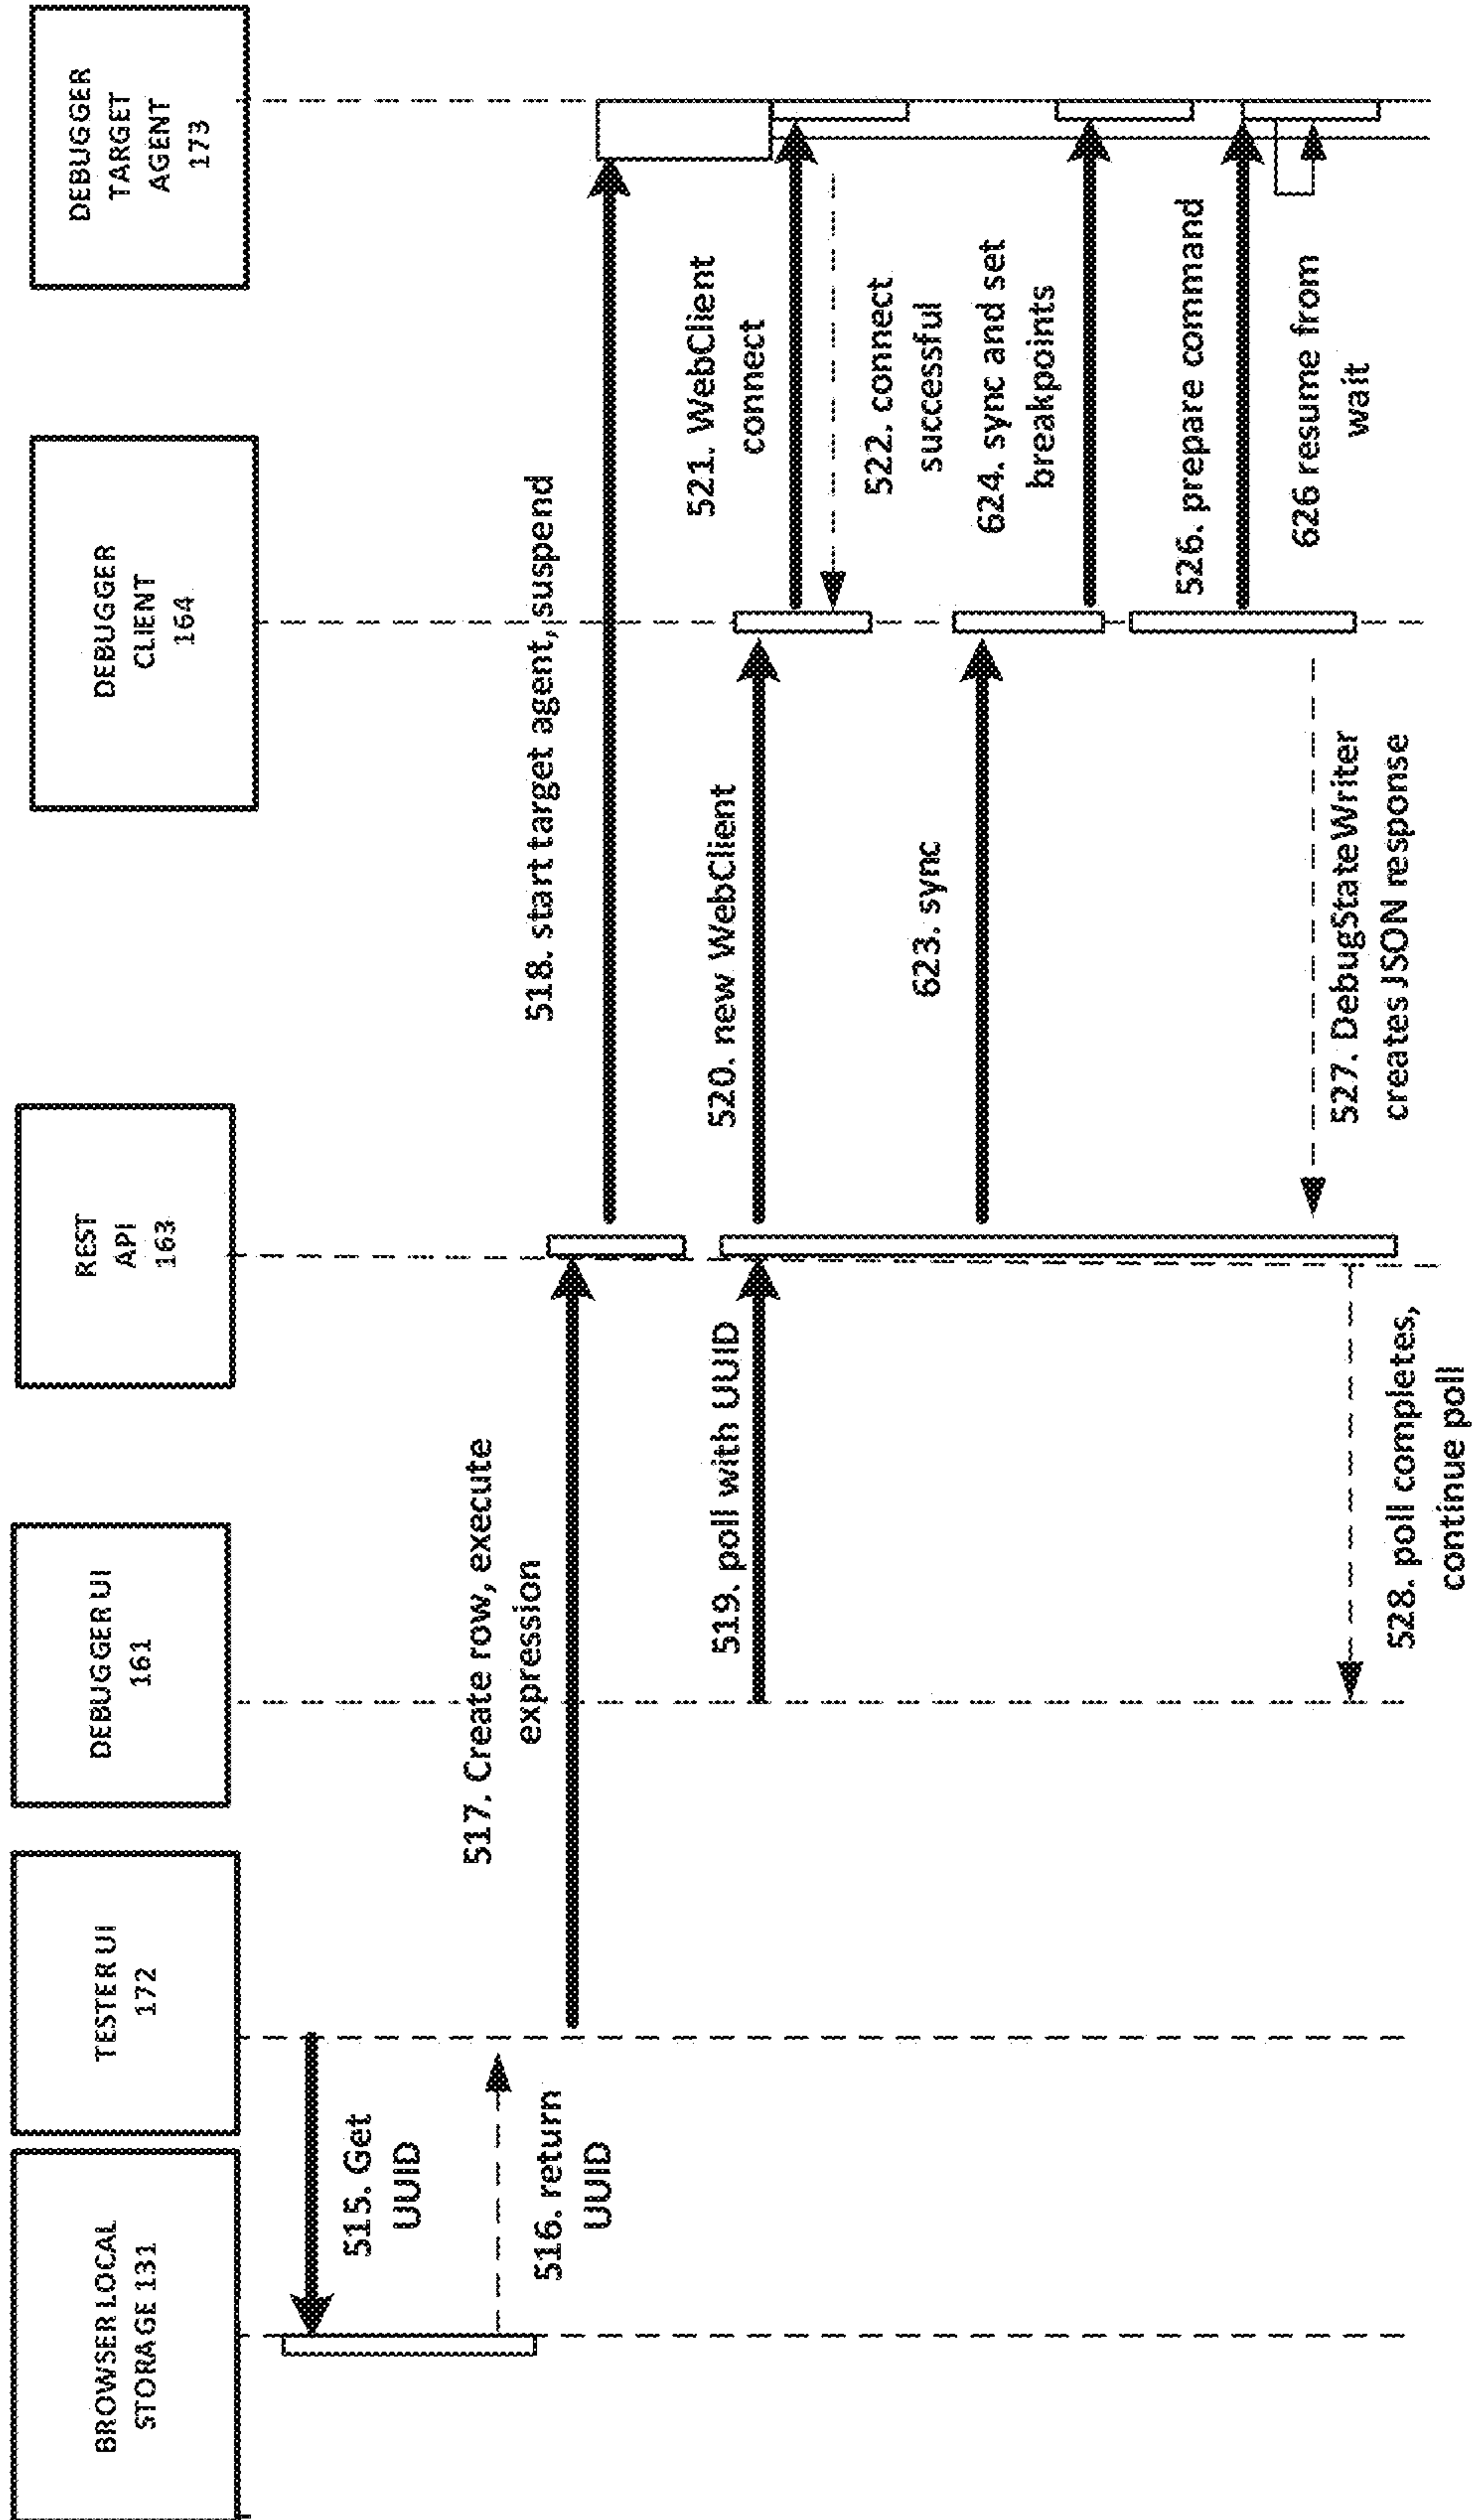 BROWSER LOCAL
STORAGE 131
TESTER UI
172
DEBUGGER UI
161
REST
API
163
DEBUGGER
CLIENT
164
DEBUGGER
TARGET
AGENT
173
515. Get
UUID
516. return
UUID
517. Create row, execute
expression
518. start target agent, suspend
519. poll with UUID
520. new WebClient
521. WebClient
connect
522. connect
successful
623. sync
624. sync and set
breakpoints
526. prepare command
626 resume from
wait
527. DebugStateWriter
creates JSON response
528. poll completes,
continue poll